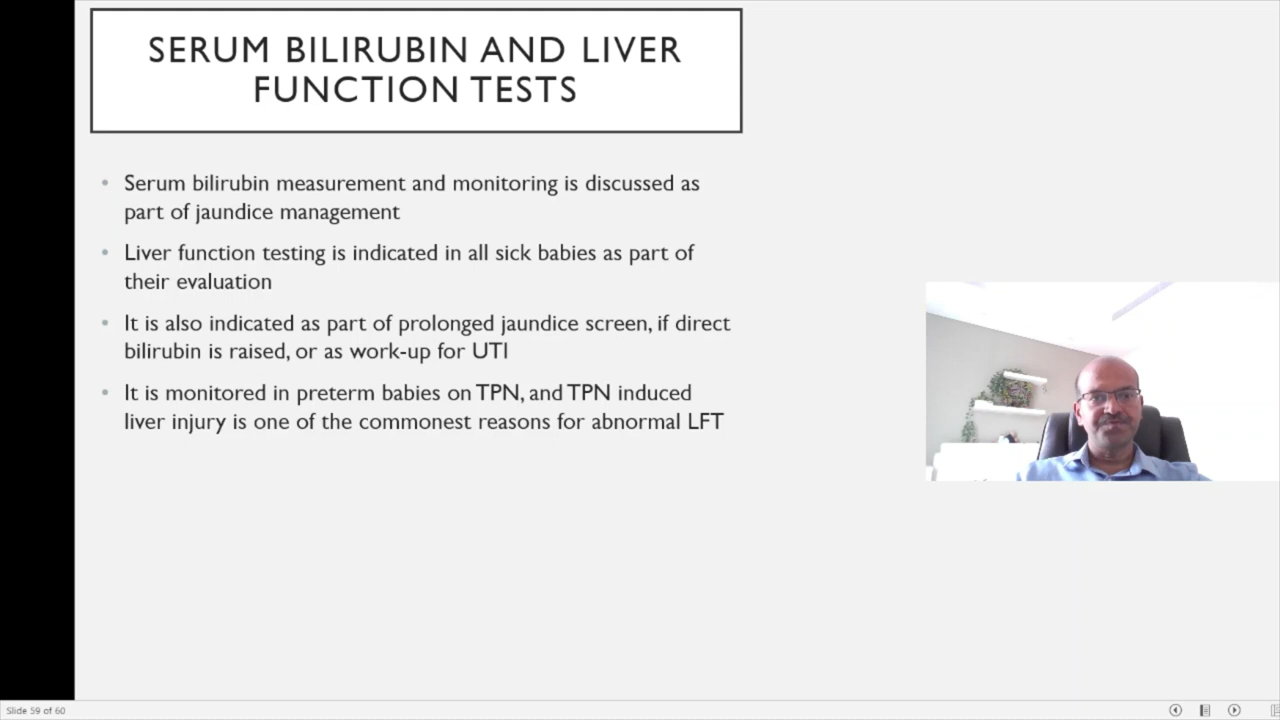 SERUM BILIRUBIN AND LIVER
FUNCTION TESTS
• Serum bilirubin measurement and monitoring is discussed as
part of jaundice management
• Liver function testing is indicated in all sick babies as part of
their evaluation
• It is also indicated as part of prolonged jaundice screen, if direct
bilirubin is raised, or as work-up for UTI
• It is monitored in preterm babies on TPN, and TPN induced
liver injury is one of the commonest reasons for abnormal LFT
Slide 59 of 60